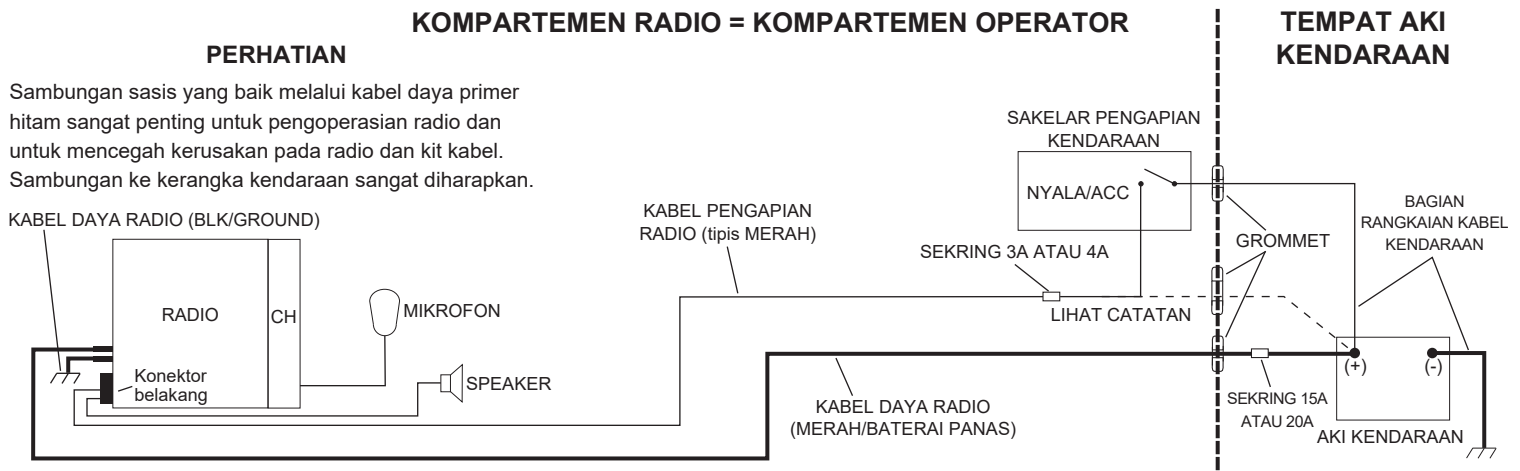 KOMPARTEMEN RADIO = KOMPARTEMEN OPERATOR
TEMPAT AKI
KENDARAAN
PERHATIAN
Sambungan sasis yang baik melalui kabel daya primer
hitam sangat penting untuk pengoperasian radio dan
untuk mencegah kerusakan pada radio dan kit kabel.
Sambungan ke kerangka kendaraan sangat diharapkan.
SAKELAR PENGAPIAN
KENDARAAN
NYALA/ACC
KABEL DAYA RADIO (BLK/GROUND)
KABEL PENGAPIAN
RADIO (tipis MERAH)
SEKRING 3A ATAU 4A
GROMMET
BAGIAN
RANGKAIAN KABEL
KENDARAAN
RADIO
CH
MIKROFON
LIHAT CATATAN
Konektor
belakang
SPEAKER
(+)
(-)
KABEL DAYA RADIO
(MERAH/BATERAI PANAS)
SEKRING 15A
ATAU 20A
AKI KENDARAAN